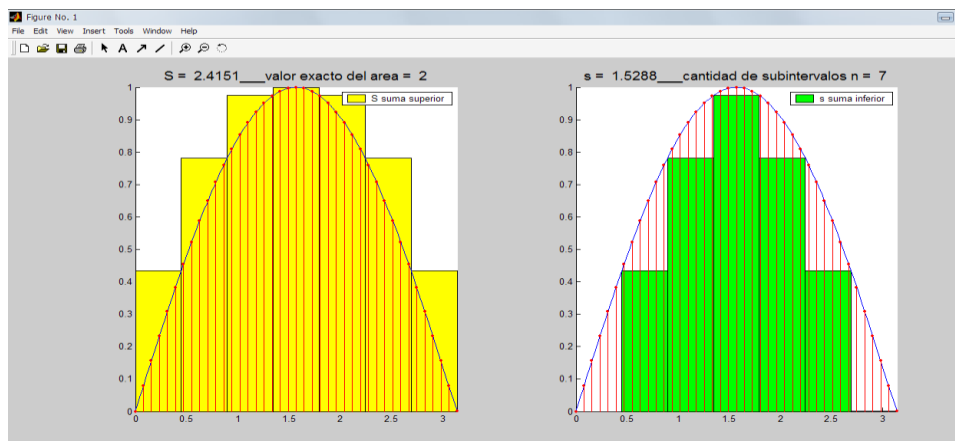 Figure No. 1
File Edit View Insert Tools Window Help
S = 2.4151___valor exacto del area = 2
S suma superior
1
0.9
0.8
0.7
0.6
0.5
0.4
0.3
0.2
0.1
0
0 0.5 1 1.5 2 2.5 3
s = 1.5288___cantidad de subintervalos n = 7
s suma inferior
1
0.9
0.8
0.7
0.6
0.5
0.4
0.3
0.2
0.1
0
0 0.5 1 1.5 2 2.5 3